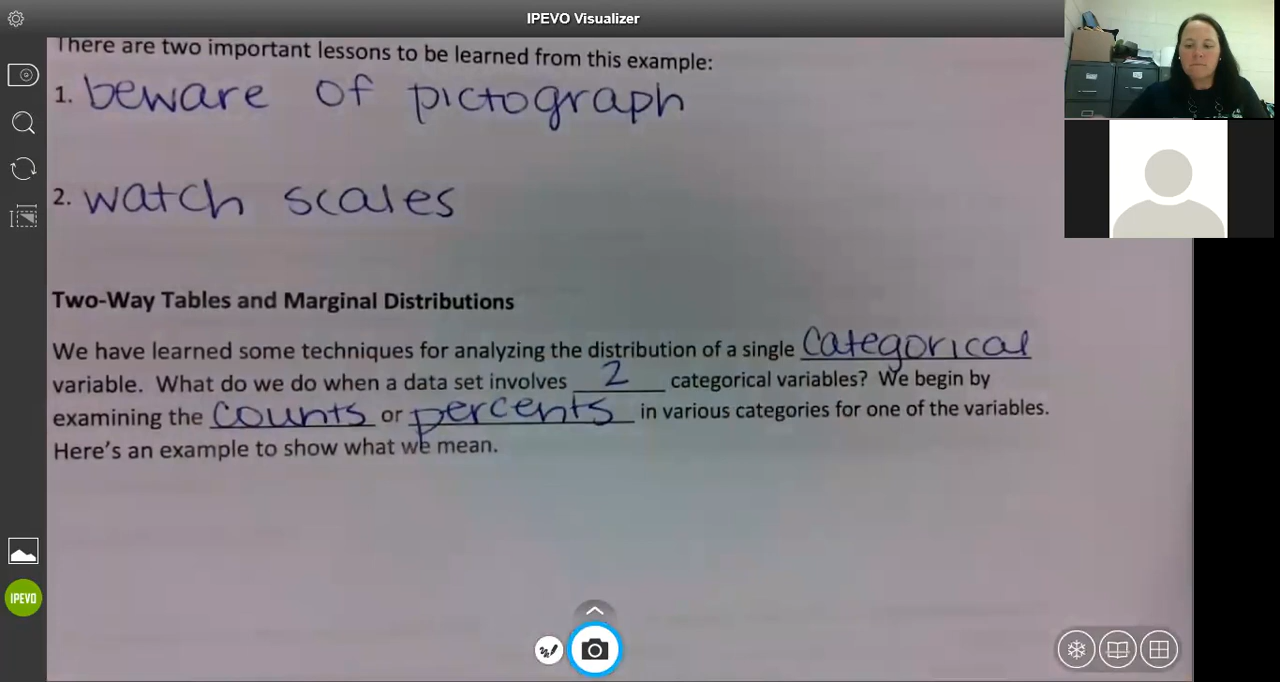 IPEVO Visualizer
There are two important lessons to be learned from this example:
1. beware of pictograph
2. watch scales
Two-Way Tables and Marginal Distributions
We have learned some techniques for analyzing the distribution of a single categorical
variable. What do we do when a data set involves 2 categorical variables? We begin by
examining the counts or percents in various categories for one of the variables.
Here's an example to show what we mean.
IPEVO